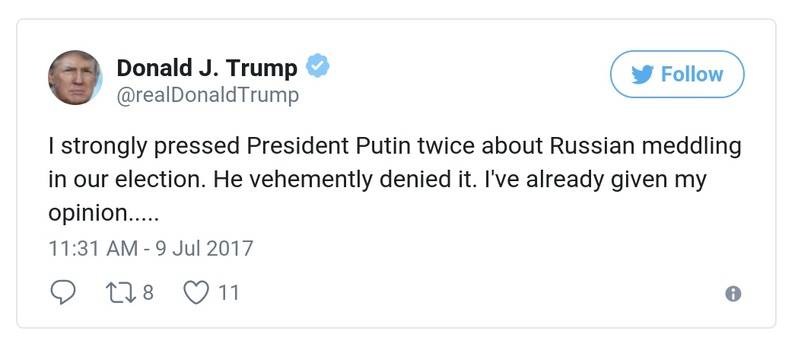 Donald J. Trump
@realDonaldTrump
Follow
I strongly pressed President Putin twice about Russian meddling
in our election. He vehemently denied it. I've already given my
opinion.....
11:31 AM - 9 Jul 2017
8 11